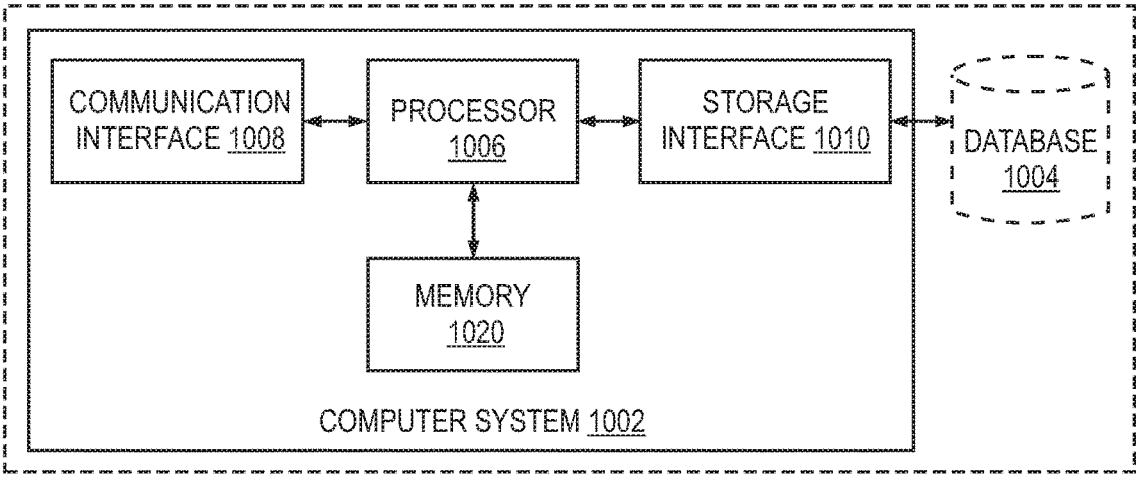 COMMUNICATION
INTERFACE 1008
PROCESSOR
1006
STORAGE
INTERFACE 1010
DATABASE
1004
MEMORY
1020
COMPUTER SYSTEM 1002